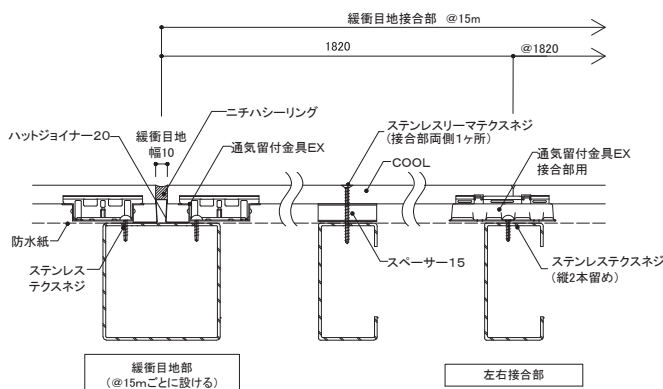 緩衝目地接合部 @15m
1820
@1820
ニチハシーリング
ハットジョイナー20
緩衝目地
幅10
通気留付金具EX
ステンレスリーマテクスネジ
(接合部両側1ヶ所)
COOL
通気留付金具EX
接合部用
防水紙
ステンレス
テクスネジ
スペーサー15
ステンレステクスネジ
(縦2本留め)
緩衝目地部
(@15mごとに設ける)
左右接合部